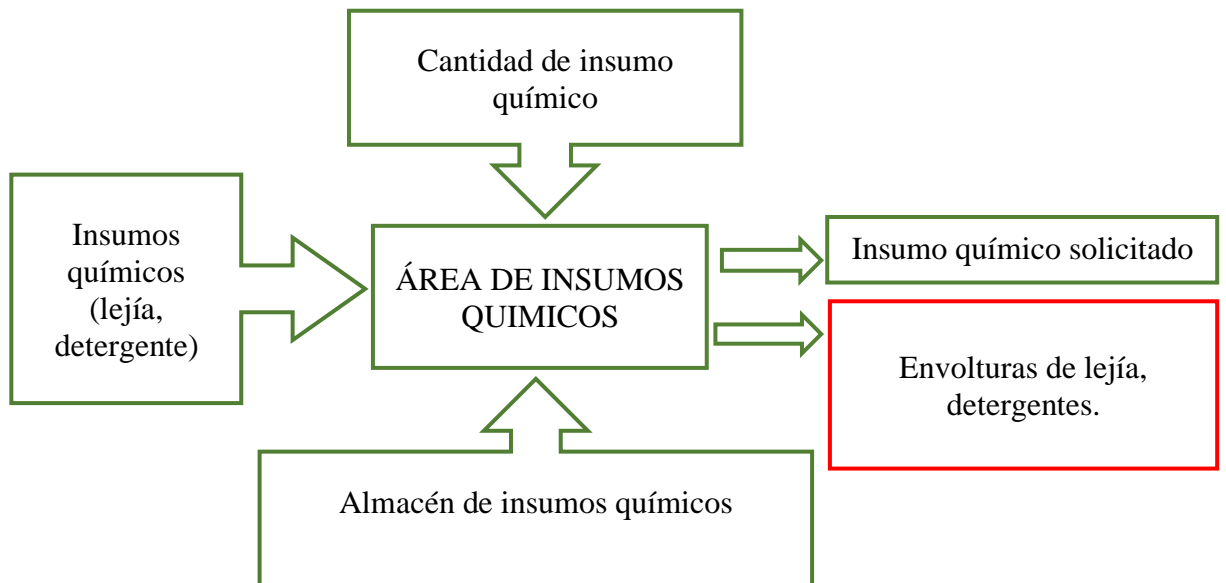 Cantidad de insumo
químico
Insumos
químicos
(lejía,
detergente)
ÁREA DE INSUMOS
QUIMICOS
Insumo químico solicitado
Envolturas de lejía,
detergentes.
Almacén de insumos químicos